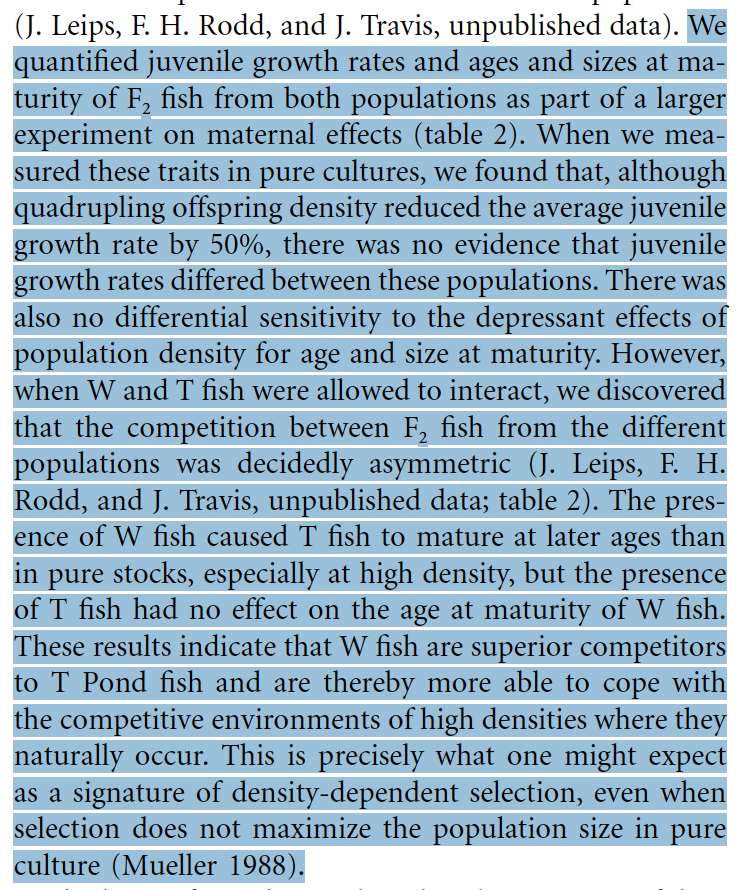 (J. Leips, F. H. Rodd, and J. Travis, unpublished data). We
quantified juvenile growth rates and ages and sizes at ma-
turity of F₂ fish from both populations as part of a larger
experiment on maternal effects (table 2). When we mea-
sured these traits in pure cultures, we found that, although
quadrupling offspring density reduced the average juvenile
growth rate by 50%, there was no evidence that juvenile
growth rates differed between these populations. There was
also no differential sensitivity to the depressant effects of
population density for age and size at maturity. However,
when W and T fish were allowed to interact, we discovered
that the competition between F₂ fish from the different
populations was decidedly asymmetric (J. Leips, F. H.
Rodd, and J. Travis, unpublished data; table 2). The pres-
ence of W fish caused T fish to mature at later ages than
in pure stocks, especially at high density, but the presence
of T fish had no effect on the age at maturity of W fish.
These results indicate that W fish are superior competitors
to T Pond fish and are thereby more able to cope with
the competitive environments of high densities where they
naturally occur. This is precisely what one might expect
as a signature of density-dependent selection, even when
selection does not maximize the population size in pure
culture (Mueller 1988).